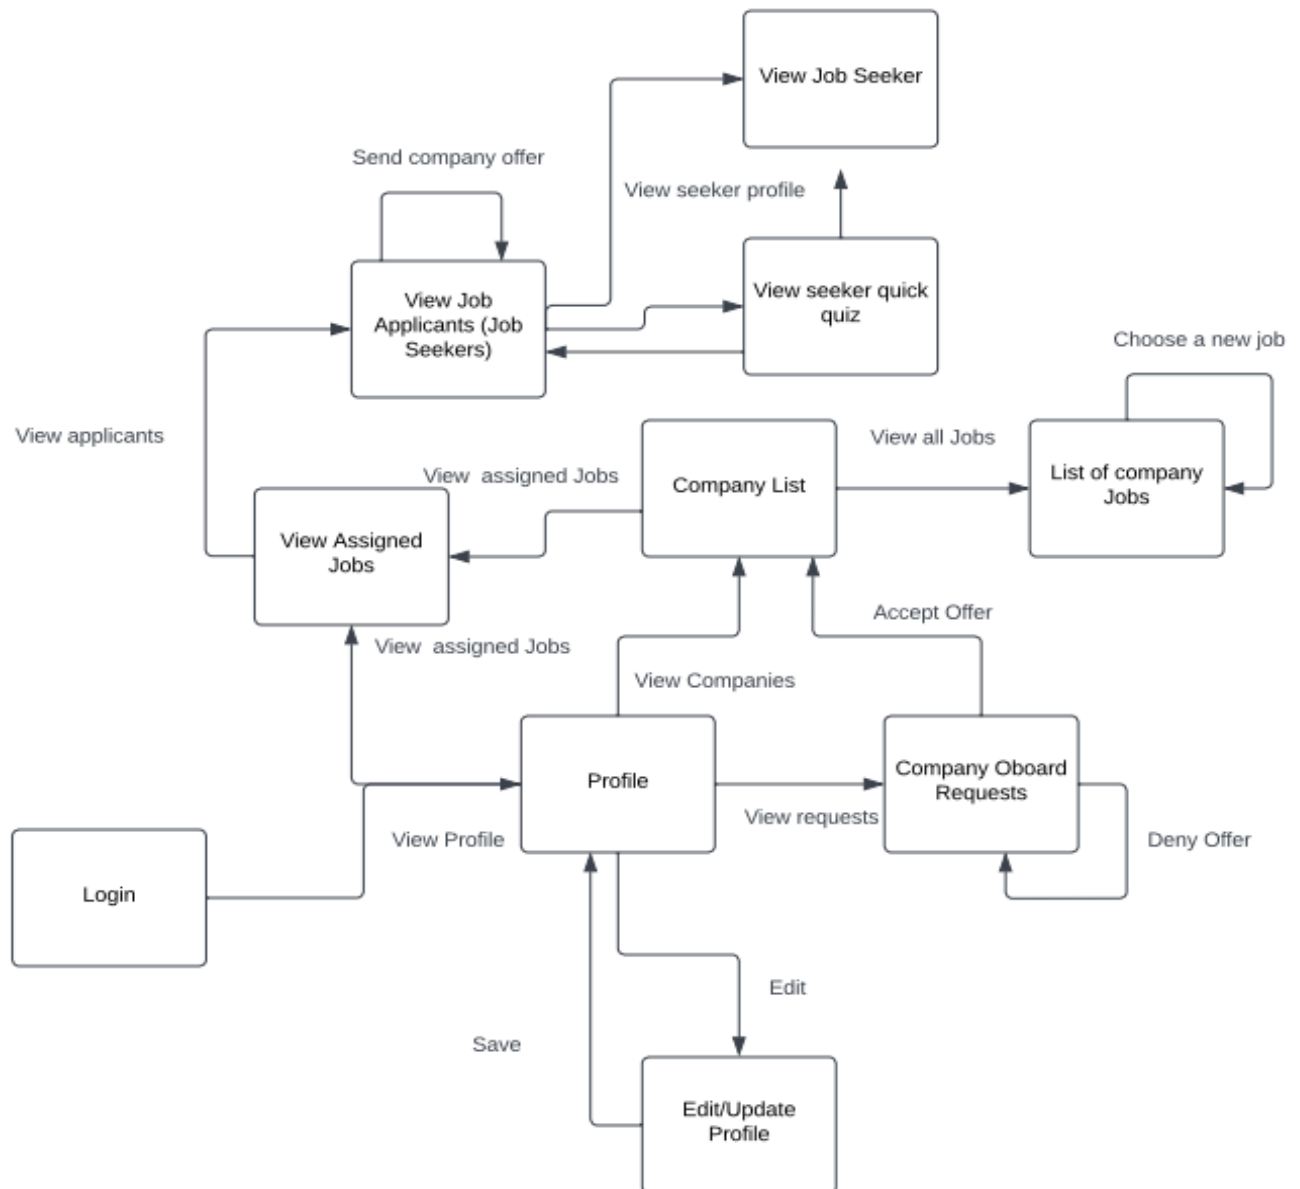 View Job Seeker
Send company offer
View seeker profile
View Job
Applicants (Job
Seekers)
View seeker quick
quiz
Choose a new job
View applicants
View all Jobs
View  assigned Jobs
Company List
List of company
Jobs
View Assigned
Jobs
Accept Offer
View  assigned Jobs
View Companies
Profile
Company Oboard
Requests
View requests
View Profile
Deny Offer
Login
Edit
Save
Edit/Update
Profile